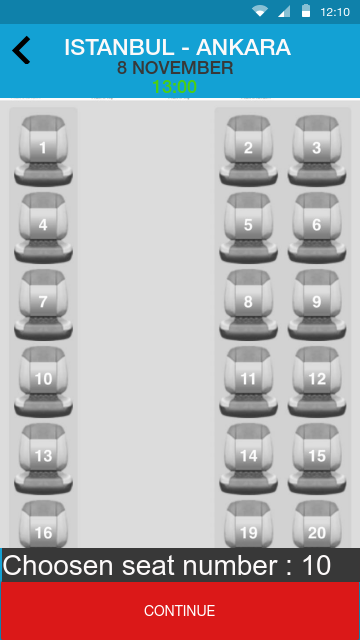 12:10
ISTANBUL - ANKARA
8 NOVEMBER
13:00
1 2 3
4 5 6
7 8 9
10 11 12
13 14 15
16 19 20
Choosen seat number : 10
CONTINUE